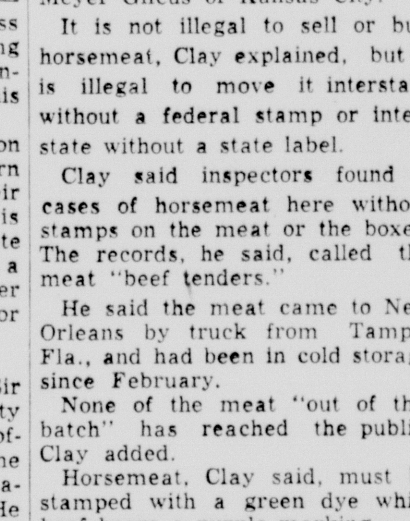 It is not illegal to sell or bu
horsemeat, Clay explained, but
is illegal to move it intersta
without a federal stamp or inte
state without a state label.
Clay said inspectors found
cases of horsemeat here witho
stamps on the meat or the boxe
The records, he said, called th
meat "beef tenders."
He said the meat came to Ne
Orleans by truck from Tamp
Fla., and had been in cold stora
since February.
None of the meat "out of th
batch" has reached the publi
Clay added.
Horsemeat, Clay said, must
stamped with a green dye whi